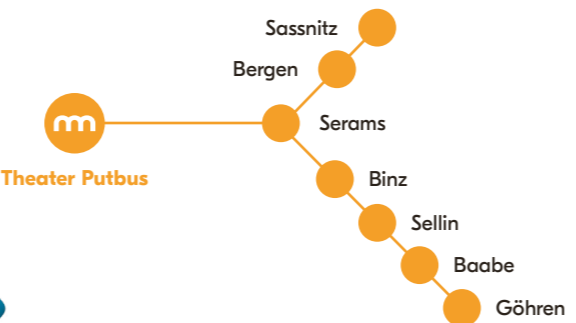 Sassnitz
Bergen
Serams
Theater Putbus
Binz
Sellin
Baabe
Göhren